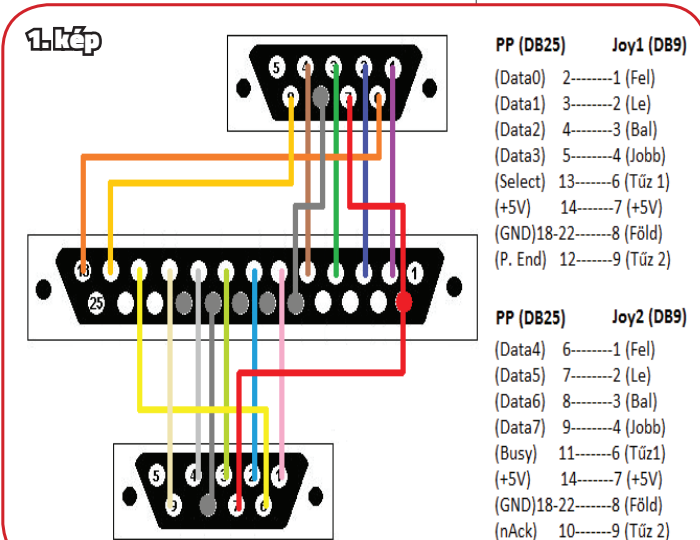 1. kép
PP (DB25) Joy1 (DB9)
(Data0) 2--------1 (Fel)
(Data1) 3--------2 (Le)
(Data2) 4--------3 (Bal)
(Data3) 5--------4 (Jobb)
(Select) 13-------6 (Tűz 1)
(+5V) 14-------7 (+5V)
(GND)18-22-------8 (Föld)
(P. End) 12-------9 (Tűz 2)
PP (DB25) Joy2 (DB9)
(Data4) 6--------1 (Fel)
(Data5) 7--------2 (Le)
(Data6) 8--------3 (Bal)
(Data7) 9--------4 (Jobb)
(Busy) 11-------6 (Tűz1)
(+5V) 14-------7 (+5V)
(GND)18-22-------8 (Föld)
(nAck) 10-------9 (Tűz 2)
5 4 3 2 1
9 7 6
13 1
25
5 4 3 2 1
9 7 6